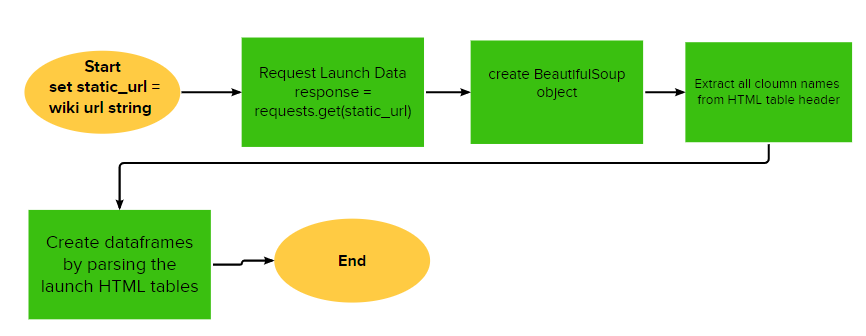 Start
set static_url =
wiki url string
Request Launch Data
response =
requests.get(static_url)
create BeautifulSoup
object
Extract all cloumn names
from HTML table header
Create dataframes
by parsing the
launch HTML tables
End